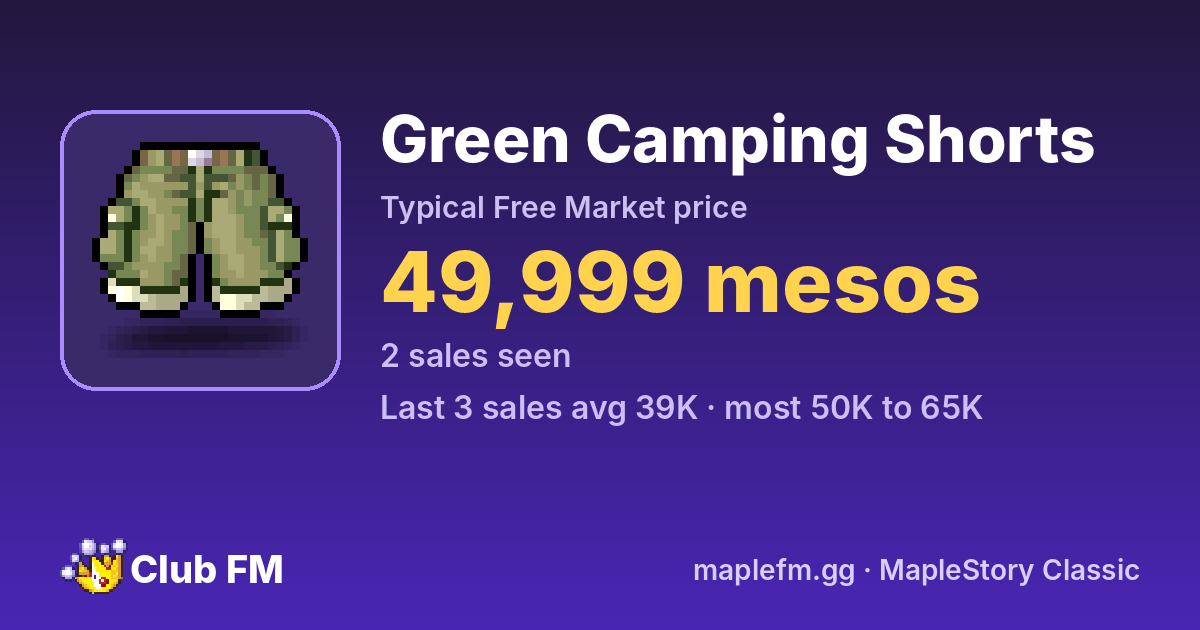 Green Camping Shorts
Typical Free Market price
49,999 mesos
2 sales seen
Last 3 sales avg 39K · most 50K to 65K
Club FM
maplefm.gg · MapleStory Classic